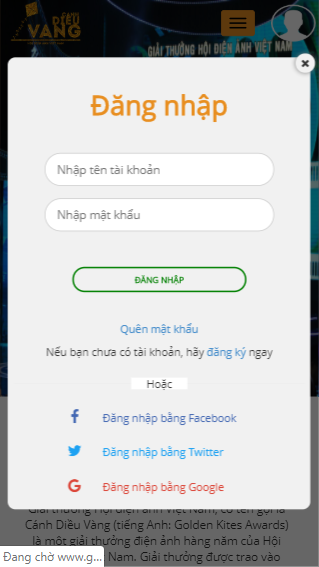 CÁNH
DIỀU
VÀNG
GIẢI THƯỞNG HỘI ĐIỆN ẢNH VIỆT NAM
Đăng nhập
Nhập tên tài khoản
Nhập mật khẩu
ĐĂNG NHẬP
Quên mật khẩu
Nếu bạn chưa có tài khoản, hãy đăng ký ngay
Hoặc
Đăng nhập bằng Facebook
Đăng nhập bằng Twitter
Đăng nhập bằng Google
Giải thưởng Hội điện ảnh Việt Nam, có tên gọi là
Cánh Diều Vàng (tiếng Anh: Golden Kites Awards)
là một giải thưởng điện ảnh hàng năm của Hội
Nam. Giải thưởng được trao vào
Đang chờ www.g...